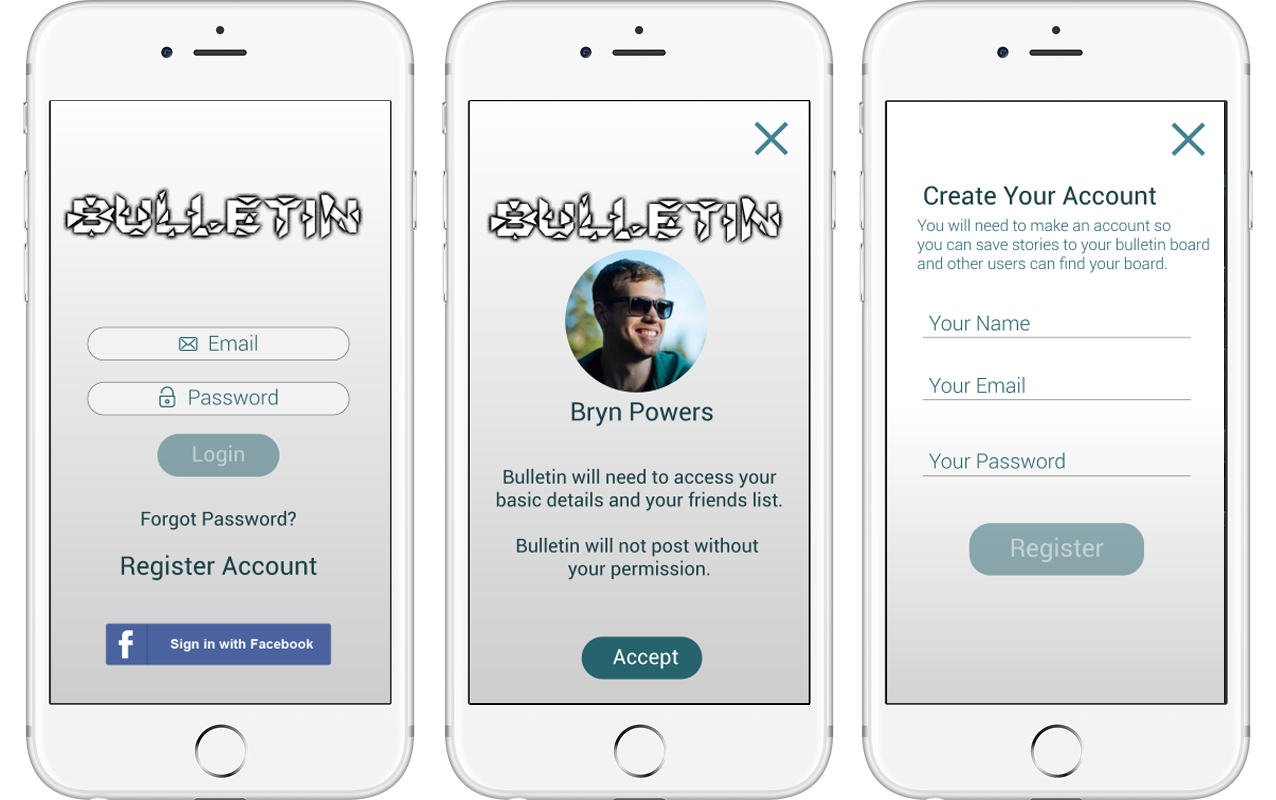 BULLETIN
Email
Password
Login
Forgot Password?
Register Account
f
Sign in with Facebook
BULLETIN
Bryn Powers
Bulletin will need to access your
basic details and your friends list.
Bulletin will not post without
your permission.
Accept
Create Your Account
You will need to make an account so
you can save stories to your bulletin board
and other users can find your board.
Your Name
Your Email
Your Password
Register